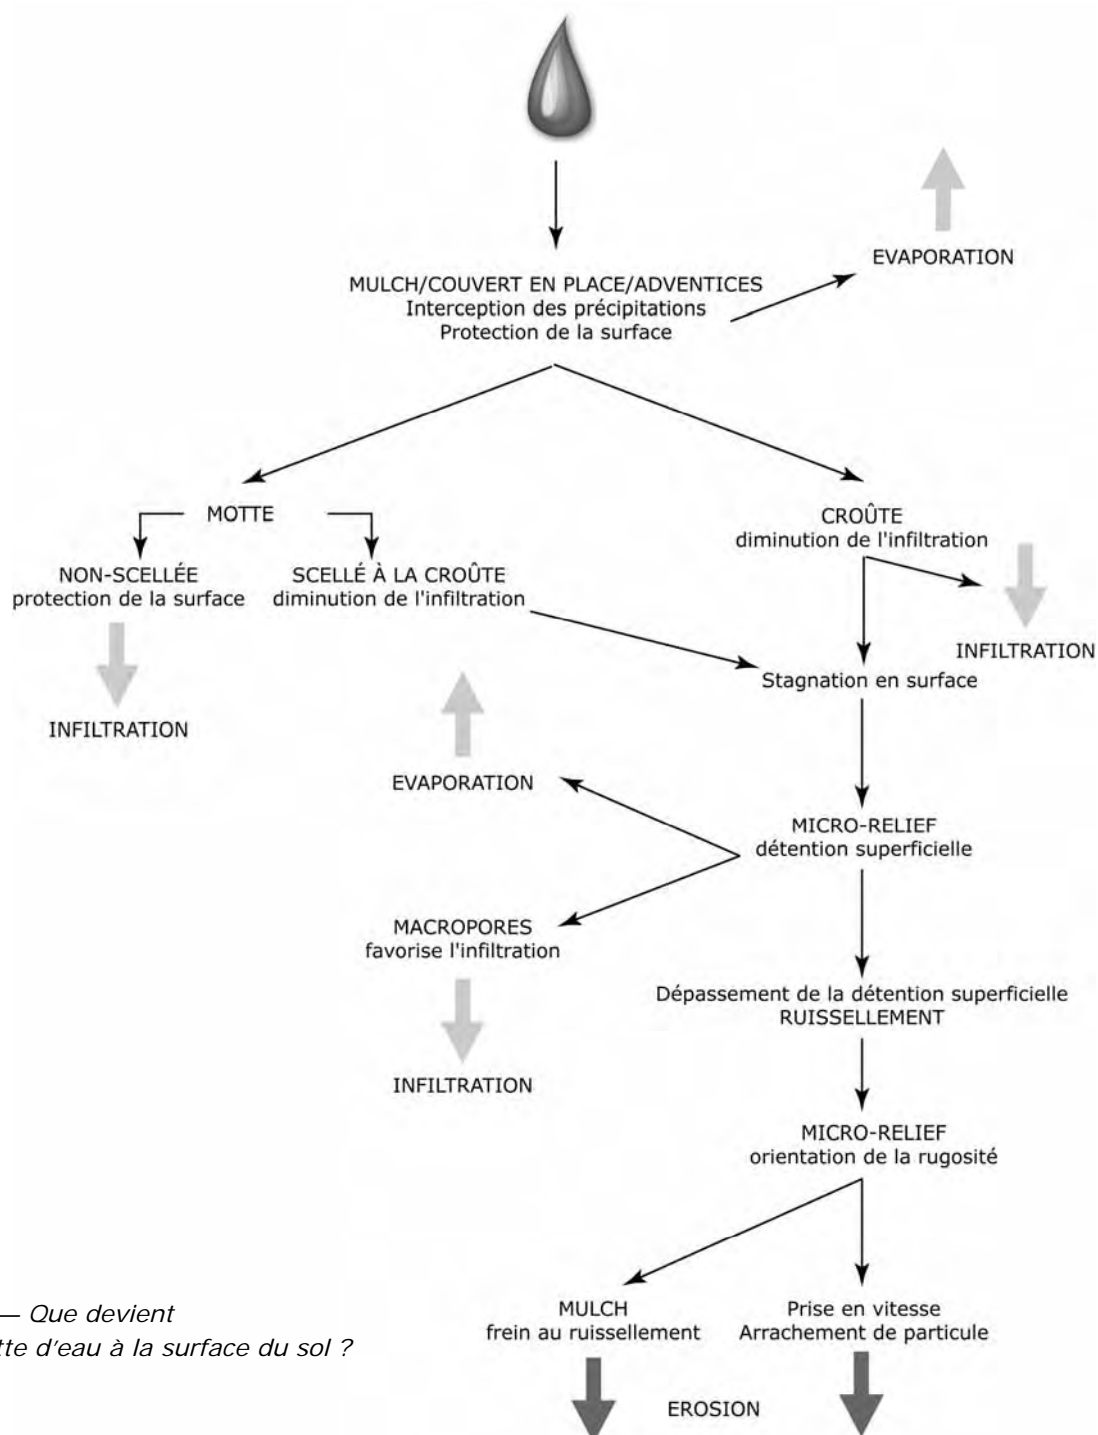 EVAPORATION
MULCH/COUVERT EN PLACE/ADVENTICES
Interception des précipitations
Protection de la surface
MOTTE
CROÛTE
diminution de l'infiltration
NON-SCELLÉE
protection de la surface
SCELLÉ À LA CROÛTE
diminution de l'infiltration
INFILTRATION
Stagnation en surface
INFILTRATION
EVAPORATION
MICRO-RELIEF
détention superficielle
MACROPORES
favorise l'infiltration
Dépassement de la détention superficielle
RUISSELLEMENT
INFILTRATION
MICRO-RELIEF
orientation de la rugosité
MULCH
frein au ruissellement
Prise en vitesse
Arrachement de particule
— Que devient
tte d'eau à la surface du sol ?
EROSION